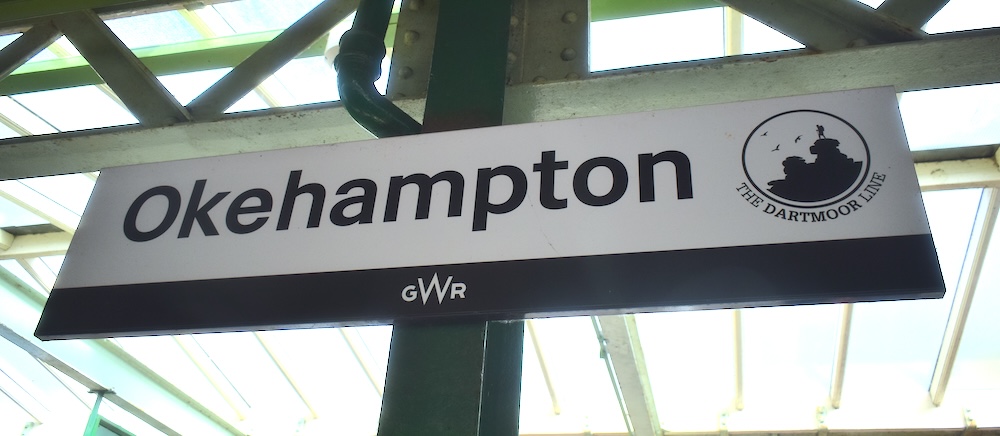 Okehampton
THE DARTMOOR LINE
GWR